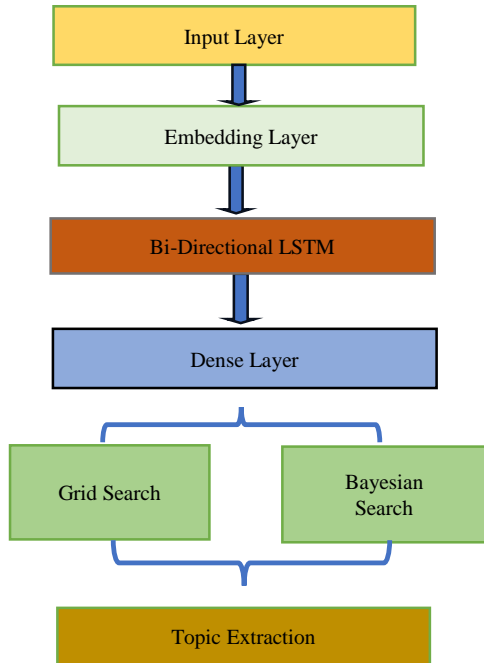 Input Layer
Embedding Layer
Bi-Directional LSTM
Dense Layer
Grid Search
Bayesian
Search
Topic Extraction